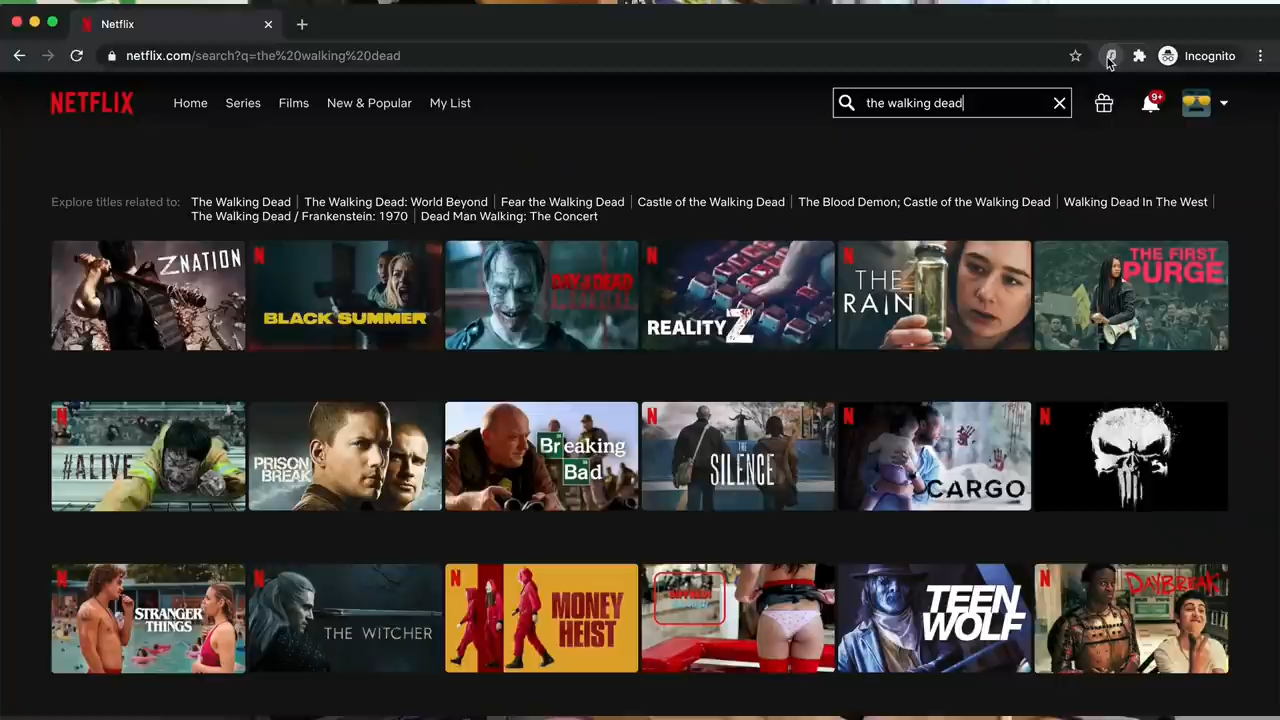 Netflix
netflix.com/search?q=the%20walking%20dead
Incognito
NETFLIX
Home
Series
Films
New & Popular
My List
the walking dead
9+
Explore titles related to:
The Walking Dead | The Walking Dead: World Beyond | Fear the Walking Dead | Castle of the Walking Dead | The Blood Demon; Castle of the Walking Dead | Walking Dead In The West |
The Walking Dead / Frankenstein: 1970 | Dead Man Walking: The Concert
Z NATION
N
BLACK SUMMER
DAY OF THE DEAD
N
REALITY Z
N
THE
RAIN
THE FIRST
PURGE
N
#ALIVE
PRISON
BREAK
Breaking
Bad
N
THE
SILENCE
N
CARGO
N
N
STRANGER
THINGS
N
THE WITCHER
N
MONEY
HEIST
TEEN
WOLF
N
DAYBREAK